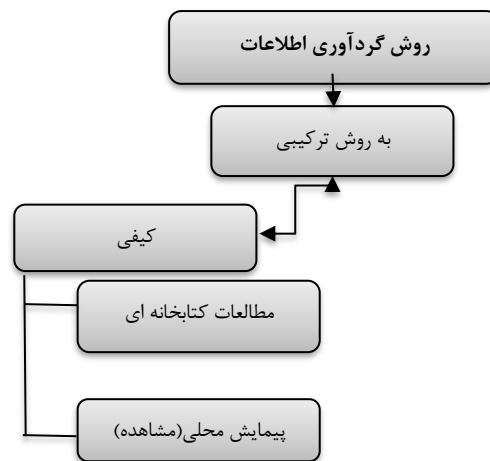 روش گردآوری اطلاعات
به روش ترکیبی
کیفی
مطالعات کتابخانه ای
پیمایش محلی(مشاهده)